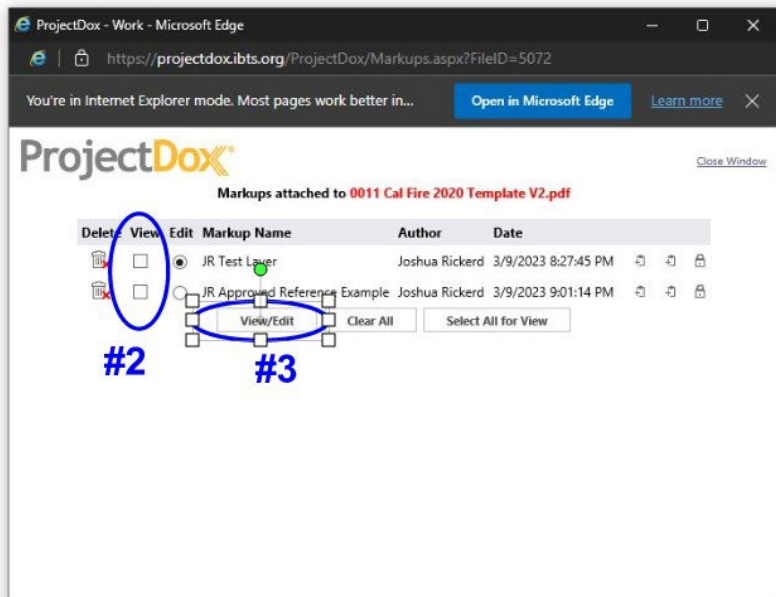 ProjectDox - Work - Microsoft Edge
https://projectdox.ibts.org/ProjectDox/Markups.aspx?FileID=5072
You're in Internet Explorer mode. Most pages work better in... Open in Microsoft Edge Learn more
ProjectDox®
Close Window
Markups attached to 0011 Cal Fire 2020 Template V2.pdf
Delete View Edit Markup Name Author Date
JR Test Layer Joshua Rickerd 3/9/2023 8:27:45 PM
JR Approved Reference Example Joshua Rickerd 3/9/2023 9:01:14 PM
View/Edit Clear All Select All for View
#2
#3